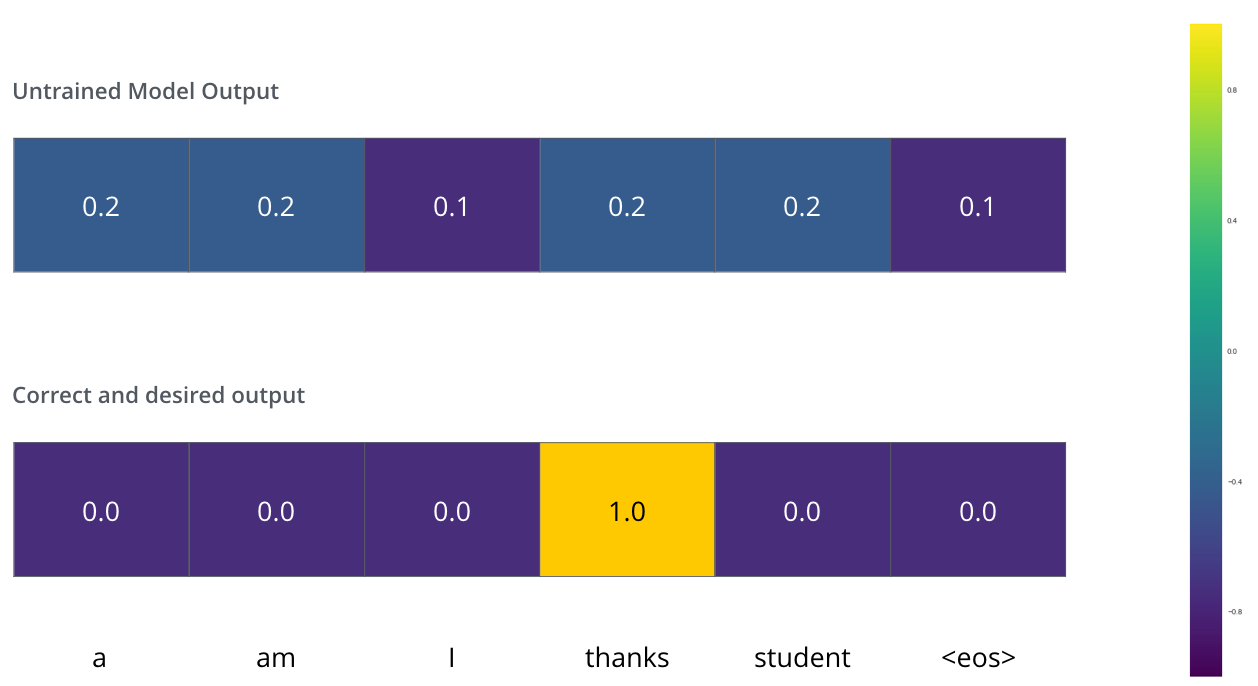 Untrained Model Output
0.2 0.2 0.1 0.2 0.2 0.1
Correct and desired output
0.0 0.0 0.0 1.0 0.0 0.0
a am I thanks student <eos>
0.8
0.4
0.0
−0.4
−0.8